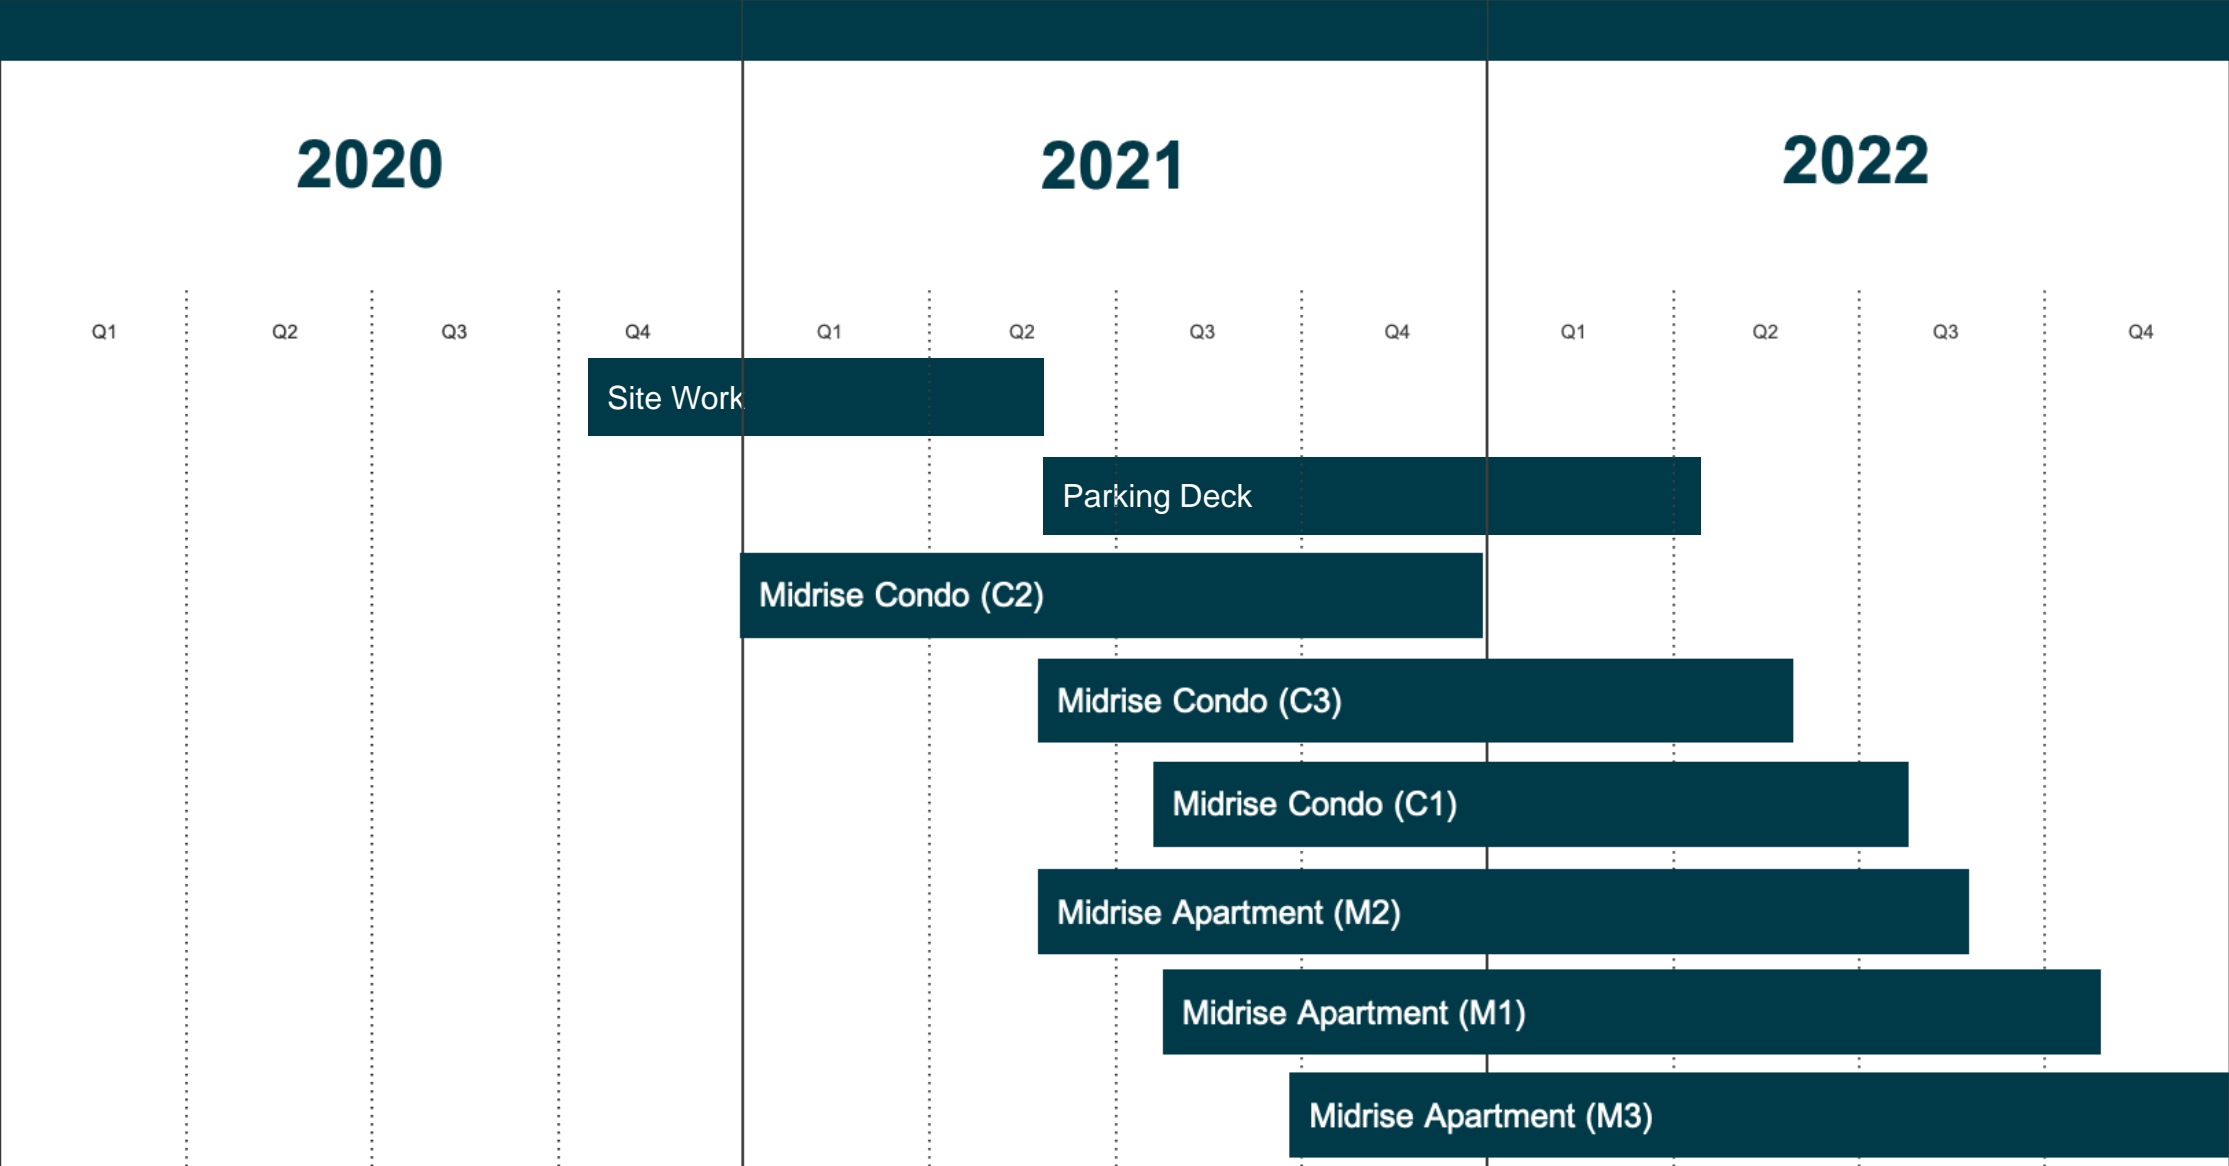 2020 2021 2022
Q1 Q2 Q3 Q4 Q1 Q2 Q3 Q4 Q1 Q2 Q3 Q4
Site Work
Parking Deck
Midrise Condo (C2)
Midrise Condo (C3)
Midrise Condo (C1)
Midrise Apartment (M2)
Midrise Apartment (M1)
Midrise Apartment (M3)